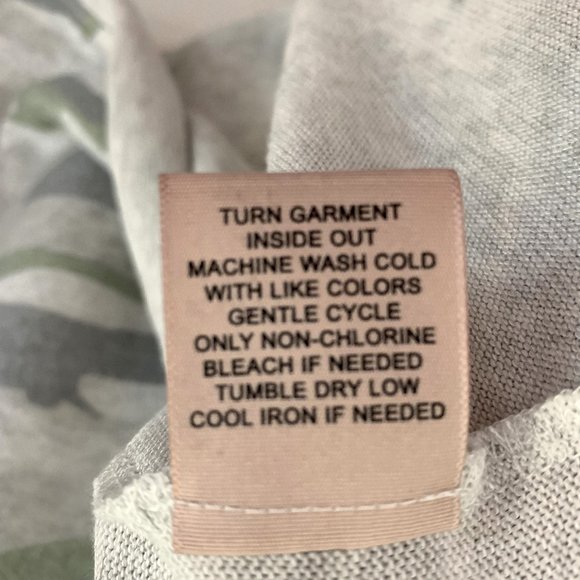 TURN GARMENT
INSIDE OUT
MACHINE WASH COLD
WITH LIKE COLORS
GENTLE CYCLE
ONLY NON-CHLORINE
BLEACH IF NEEDED
TUMBLE DRY LOW
COOL IRON IF NEEDED